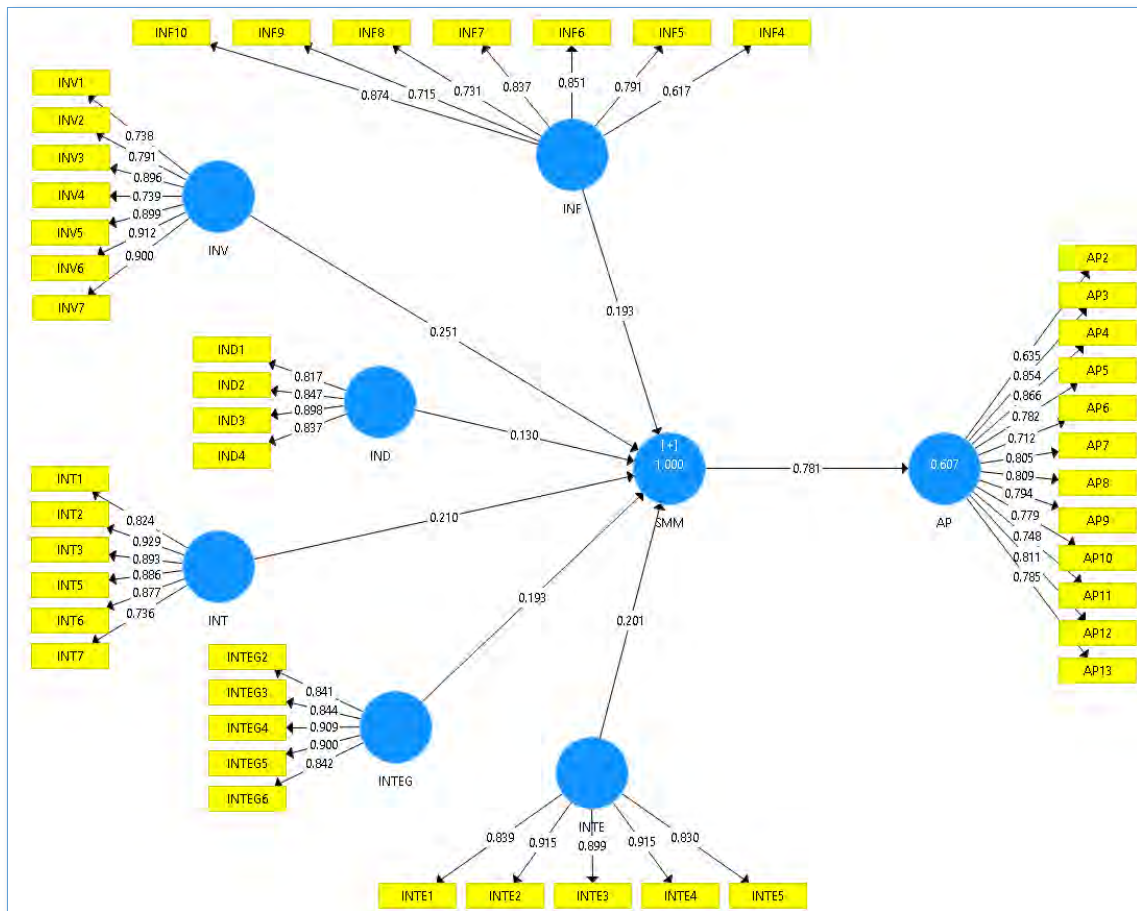 INF10 INF9 INF8 INF7 INF6 INF5 INF4
0.874 0.715 0.731 0.837 0.851 0.791 0.617
INF
INV1
INV2
INV3
INV4
INV5
INV6
INV7
0.738
0.791
0.896
0.739
0.899
0.912
0.900
INV
0.251
0.193
IND1
IND2
IND3
IND4
0.817
0.847
0.898
0.837
IND
0.130
INT1
INT2
INT3
INT5
INT6
INT7
0.824
0.929
0.893
0.886
0.877
0.736
INT
0.210
INTEG2
INTEG3
INTEG4
INTEG5
INTEG6
0.841
0.844
0.909
0.900
0.842
INTEG
0.193
INTE
0.201
0.839 0.915 0.899 0.915 0.830
INTE1 INTE2 INTE3 INTE4 INTE5
[+]
1.000
SMM
0.781
0.607
AP
0.635
0.854
0.866
0.782
0.712
0.805
0.809
0.794
0.779
0.748
0.811
0.785
AP2
AP3
AP4
AP5
AP6
AP7
AP8
AP9
AP10
AP11
AP12
AP13